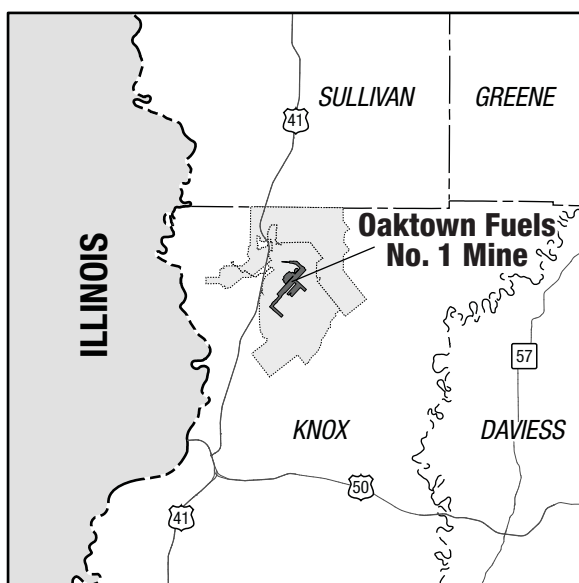 SULLIVAN
GREENE
41
Oaktown Fuels
No. 1 Mine
ILLINOIS
57
KNOX
DAVIESS
50
41